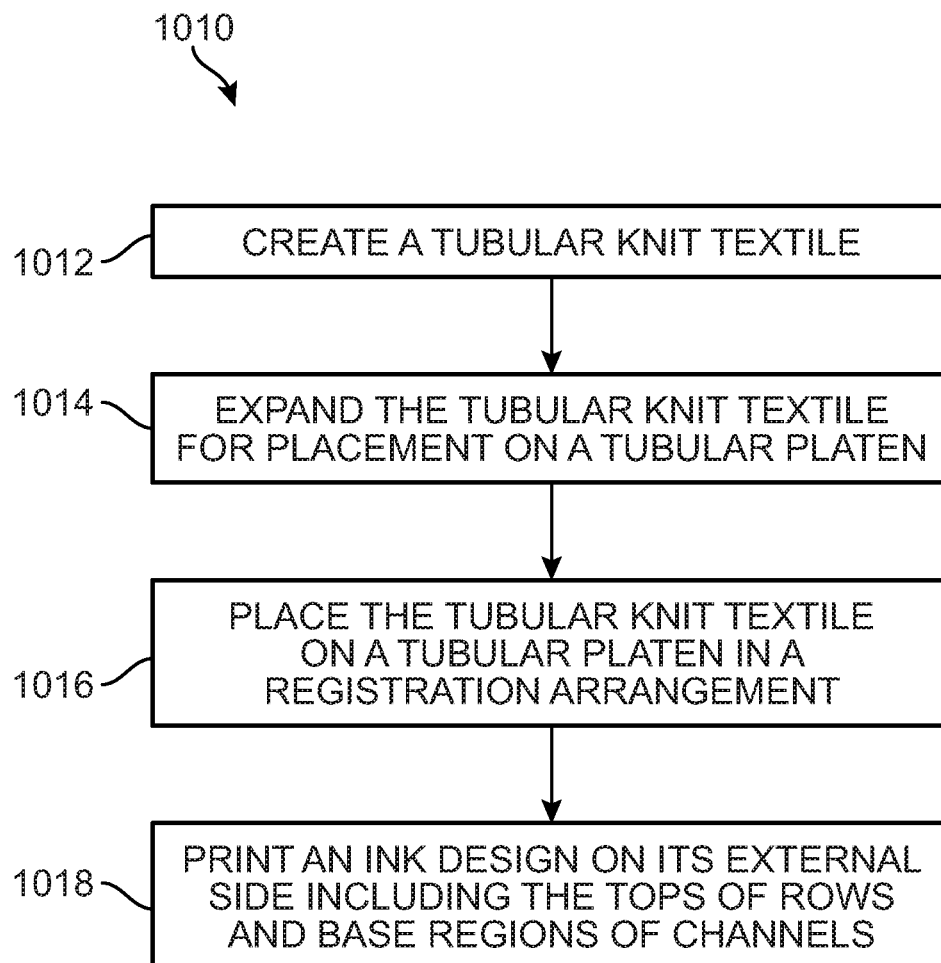 1010
1012
CREATE A TUBULAR KNIT TEXTILE
1014
EXPAND THE TUBULAR KNIT TEXTILE
FOR PLACEMENT ON A TUBULAR PLATEN
1016
PLACE THE TUBULAR KNIT TEXTILE
ON A TUBULAR PLATEN IN A
REGISTRATION ARRANGEMENT
1018
PRINT AN INK DESIGN ON ITS EXTERNAL
SIDE INCLUDING THE TOPS OF ROWS
AND BASE REGIONS OF CHANNELS